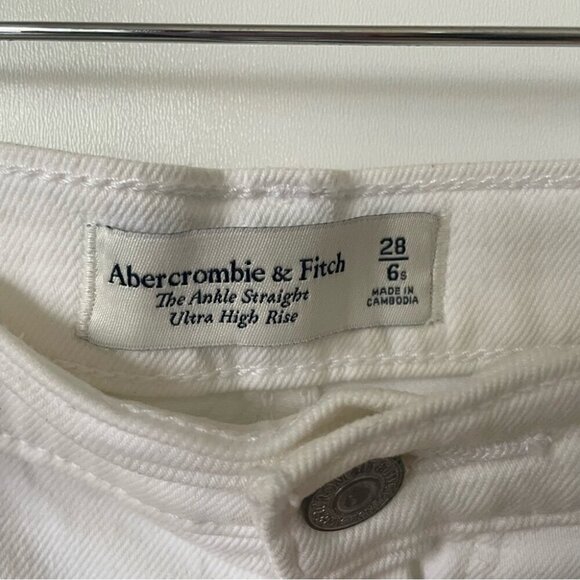 Abercrombie & Fitch
The Ankle Straight
Ultra High Rise
28
6s
MADE IN
CAMBODIA